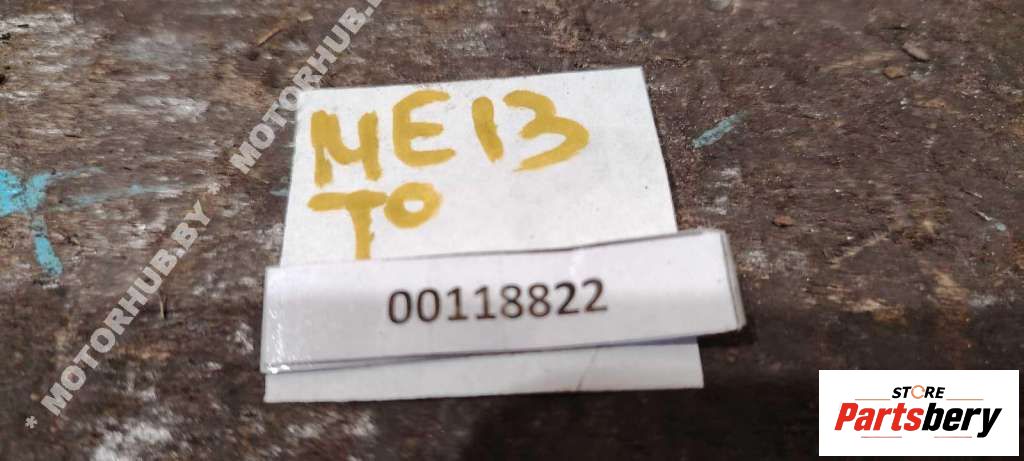 * MOTORHUB.BY * MOTORHUB.BY
ME13
TO
00118822
STORE
Partsbery